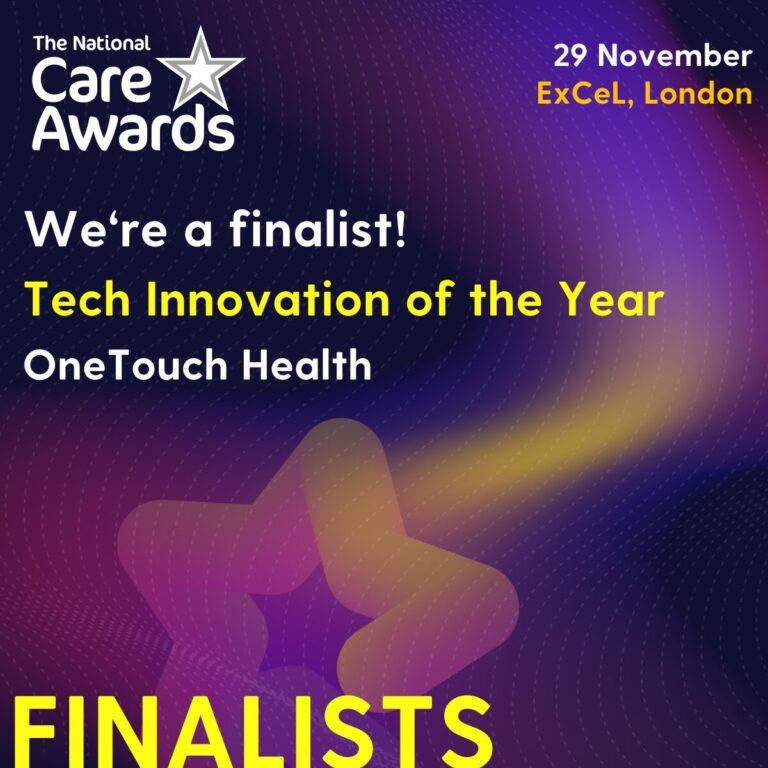 The National
Care
Awards
29 November
ExCeL, London
We‘re a finalist!
Tech Innovation of the Year
OneTouch Health
FINALISTS